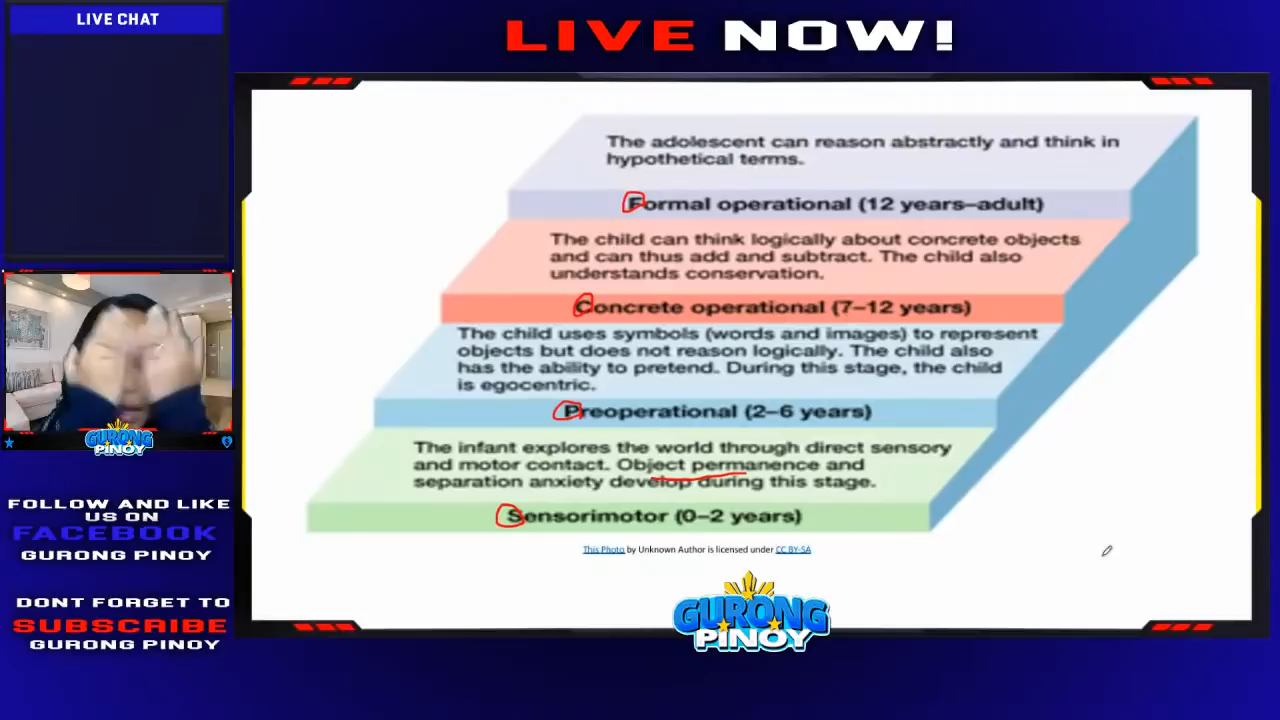 LIVE CHAT
LIVE NOW!
The adolescent can reason abstractly and think in
hypothetical terms.
Formal operational (12 years–adult)
The child can think logically about concrete objects
and can thus add and subtract. The child also
understands conservation.
Concrete operational (7–12 years)
The child uses symbols (words and images) to represent
objects but does not reason logically. The child also
has the ability to pretend. During this stage, the child
is egocentric.
Preoperational (2–6 years)
The infant explores the world through direct sensory
and motor contact. Object permanence and
separation anxiety develop during this stage.
Sensorimotor (0–2 years)
This Photo by Unknown Author is licensed under CC BY-SA
GURONG
PINOY
GURONG
PINOY
FOLLOW AND LIKE
US ON
FACEBOOK
GURONG PINOY
DONT FORGET TO
SUBSCRIBE
GURONG PINOY